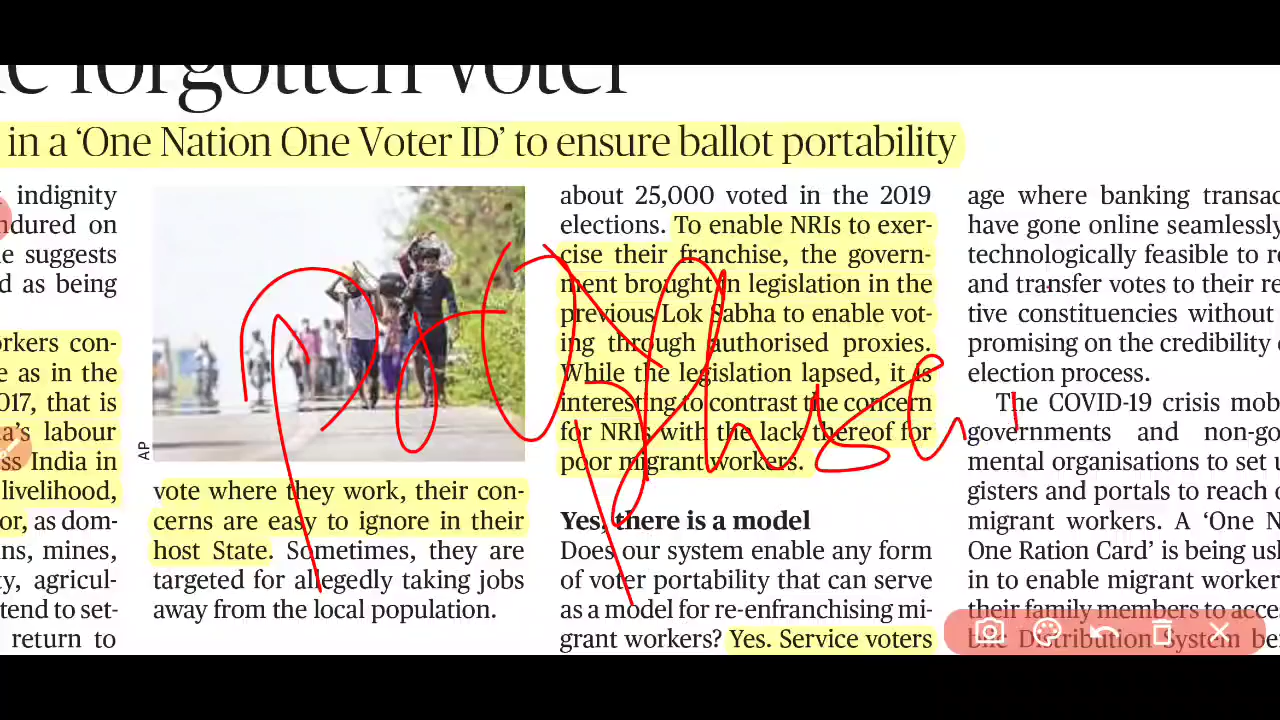 forgotten voter
in a ‘One Nation One Voter ID’ to ensure ballot portability
indignity
ndured on
e suggests
d as being
orkers con-
e as in the
017, that is
a’s labour
ss India in
livelihood,
or, as dom-
ns, mines,
ty, agricul-
tend to set-
return to
AP
vote where they work, their con-
cerns are easy to ignore in their
host State. Sometimes, they are
targeted for allegedly taking jobs
away from the local population.
about 25,000 voted in the 2019
elections. To enable NRIs to exer-
cise their franchise, the govern-
ment brought in legislation in the
previous Lok Sabha to enable vot-
ing through authorised proxies.
While the legislation lapsed, it is
interesting to contrast the concern
for NRIs with the lack thereof for
poor migrant workers.
Yes, there is a model
Does our system enable any form
of voter portability that can serve
as a model for re-enfranchising mi-
grant workers? Yes. Service voters
age where banking transac
have gone online seamlessly
technologically feasible to re
and transfer votes to their re
tive constituencies without
promising on the credibility
election process.
The COVID-19 crisis mob
governments and non-go
mental organisations to set u
gisters and portals to reach
migrant workers. A ‘One N
One Ration Card’ is being ush
in to enable migrant worker
their family members to acce
blic Distribution System be